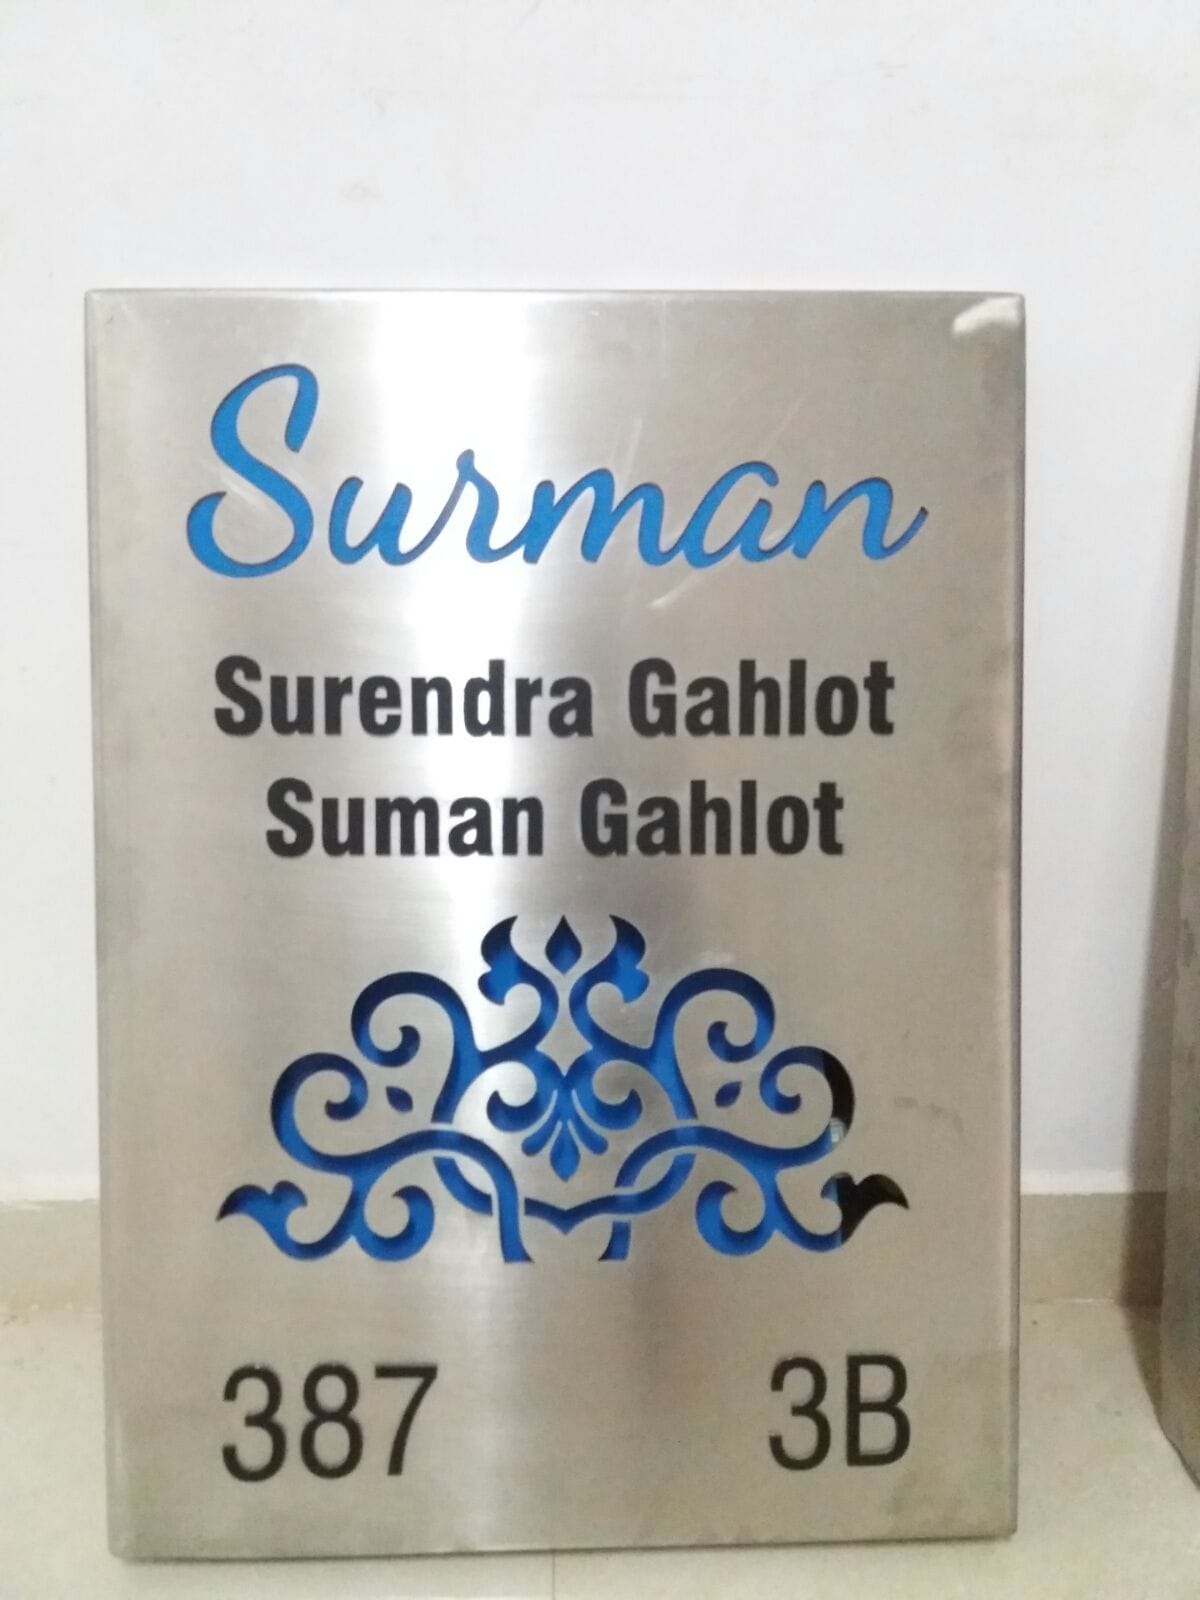 Surman
Surendra Gahlot
Suman Gahlot
387 3B